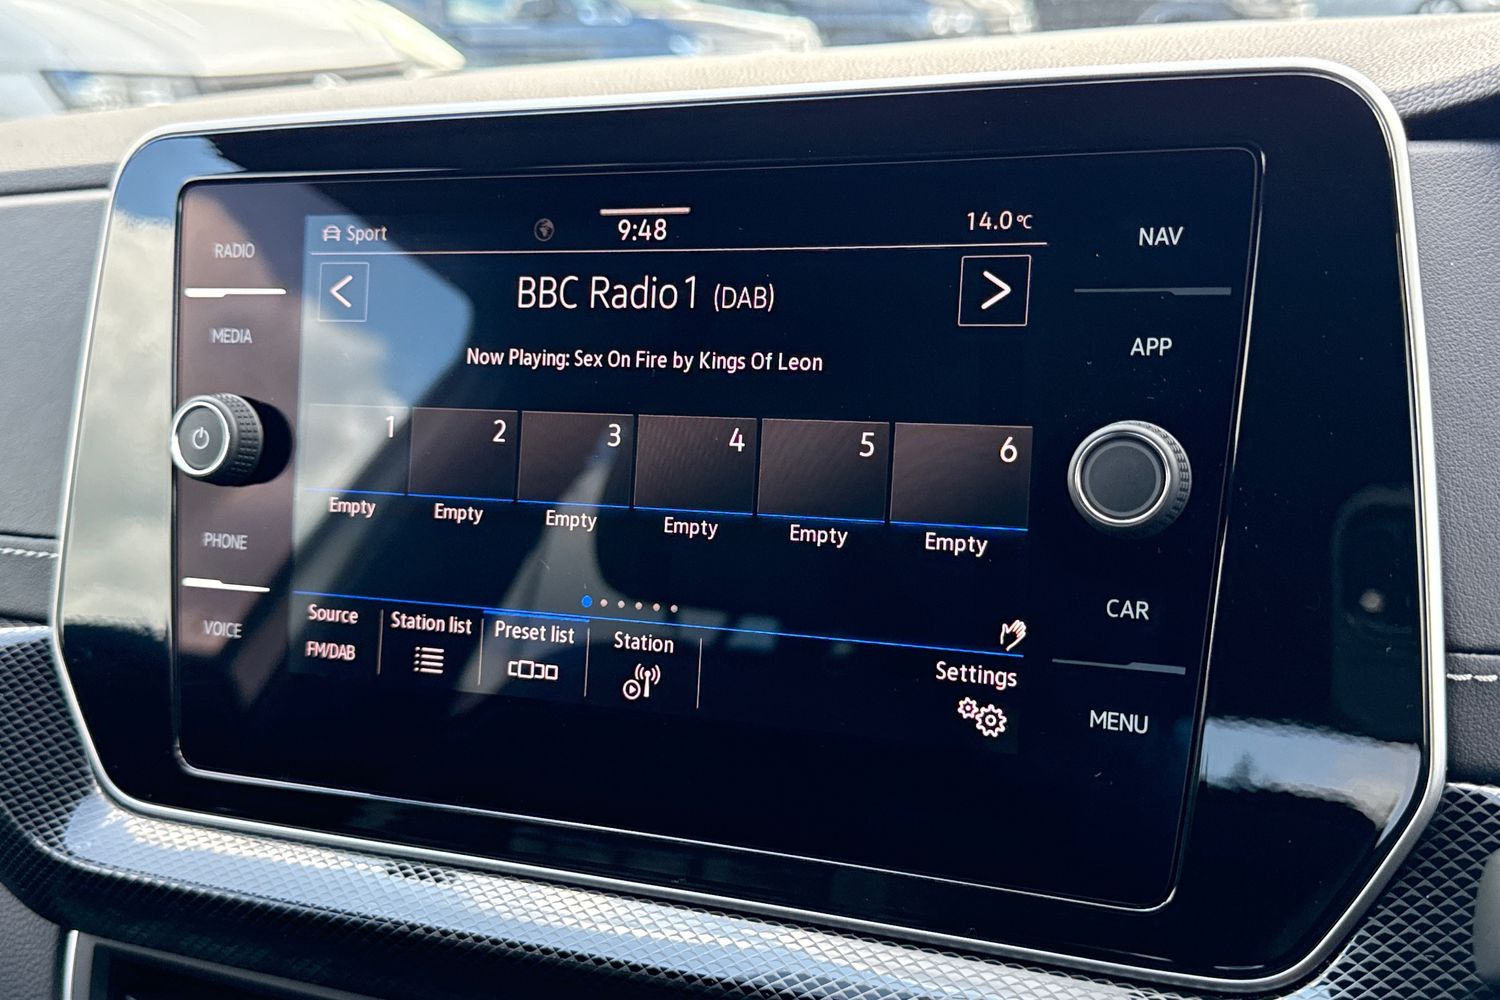 RADIO
MEDIA
PHONE
VOICE
Sport
9:48
14.0°C
BBC Radio 1 (DAB)
Now Playing: Sex On Fire by Kings Of Leon
1 2 3 4 5 6
Empty Empty Empty Empty Empty Empty
Source
FM/DAB
Station list
Preset list
Station
Settings
NAV
APP
CAR
MENU